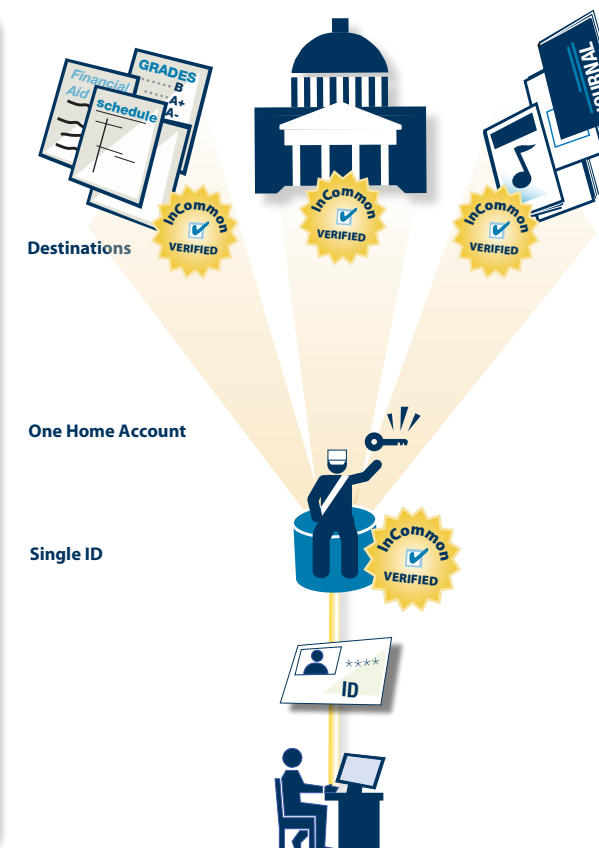 Financial
Aid
GRADES
B
A+
A-
schedule
JOURNAL
InCommon
VERIFIED
InCommon
VERIFIED
InCommon
VERIFIED
Destinations
One Home Account
Single ID
InCommon
VERIFIED
****
ID